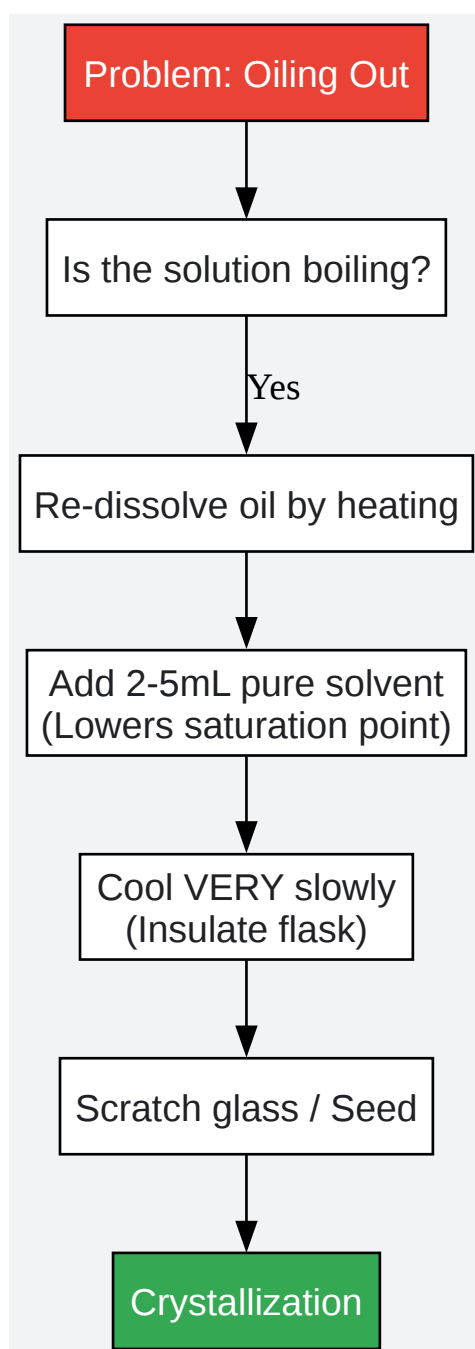 Problem: Oiling Out
Is the solution boiling?
Yes
Re-dissolve oil by heating
Add 2-5mL pure solvent
(Lowers saturation point)
Cool VERY slowly
(Insulate flask)
Scratch glass / Seed
Crystallization